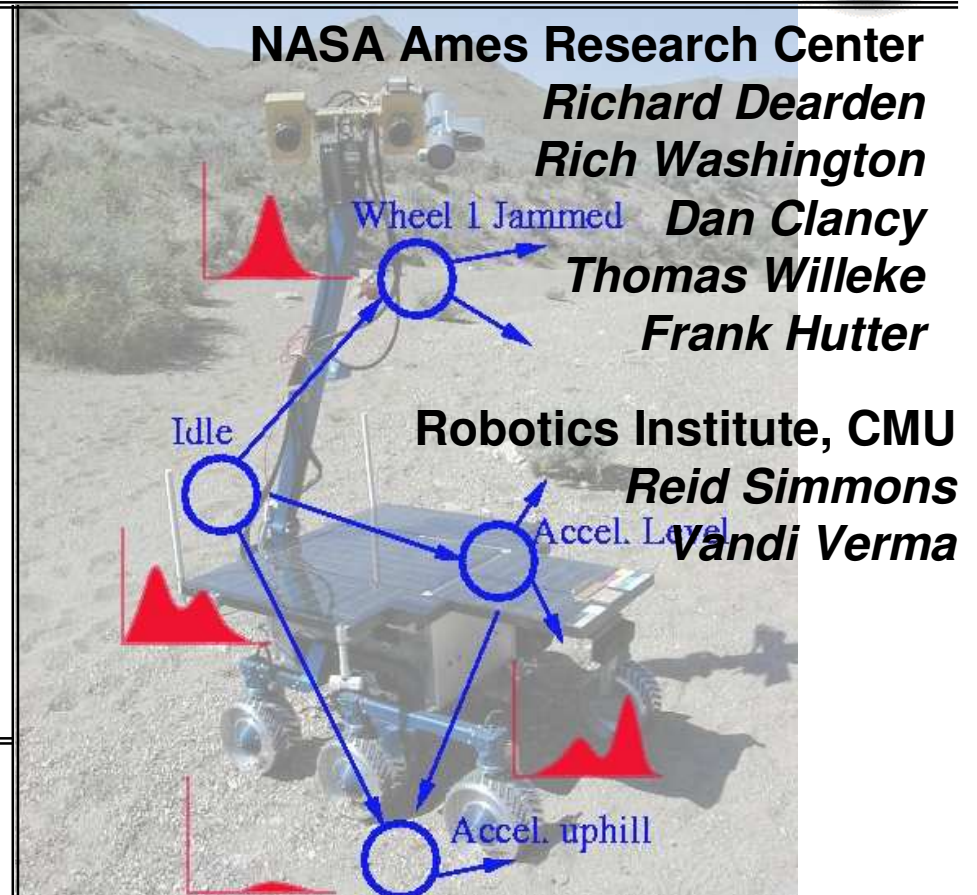 NASA Ames Research Center
Richard Dearden
Rich Washington
Wheel 1 Jammed
Dan Clancy
Thomas Willeke
Frank Hutter
Idle
Robotics Institute, CMU
Reid Simmons
Accel. Level
Vandi Verma
Accel. uphill